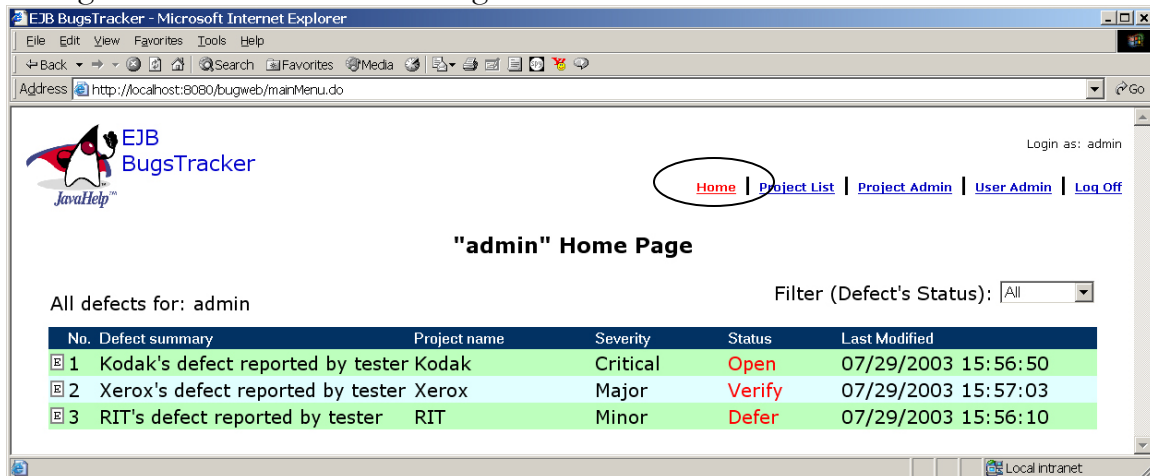 EJB BugsTracker - Microsoft Internet Explorer
File Edit View Favorites Tools Help
Back Search Favorites Media
Address http://localhost:8080/bugweb/mainMenu.do Go
EJB
BugsTracker
JavaHelp™
Login as: admin
Home | Project List | Project Admin | User Admin | Log Off
"admin" Home Page
All defects for: admin
Filter (Defect's Status): All
No. Defect summary Project name Severity Status Last Modified
E 1 Kodak's defect reported by tester Kodak Critical Open 07/29/2003 15:56:50
E 2 Xerox's defect reported by tester Xerox Major Verify 07/29/2003 15:57:03
E 3 RIT's defect reported by tester RIT Minor Defer 07/29/2003 15:56:10
Local intranet